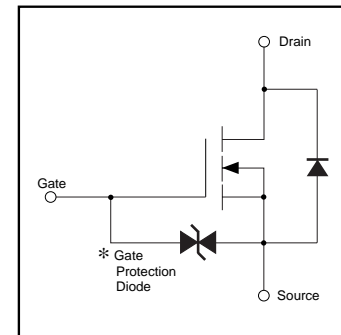 Drain
Gate
* Gate
Protection
Diode
Source